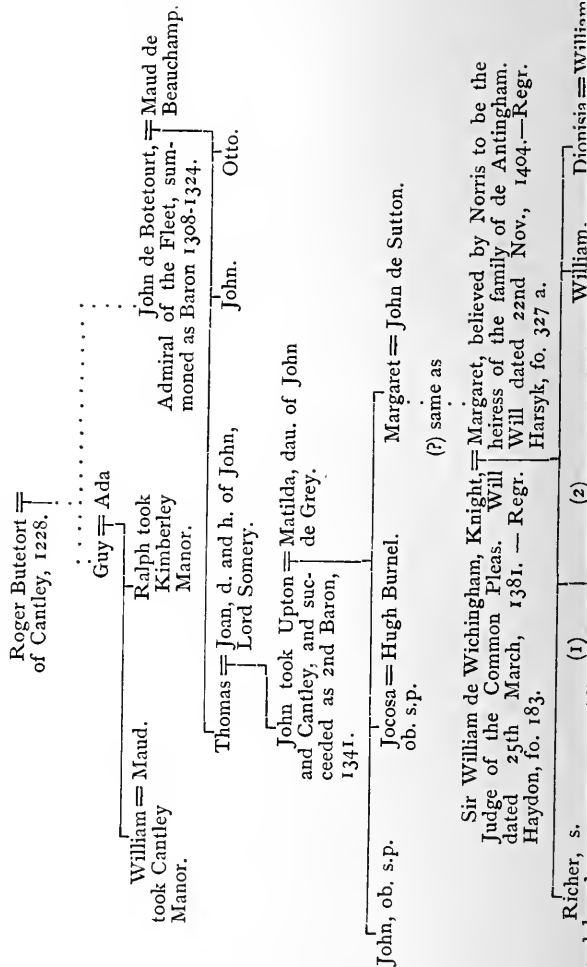 Roger Butetort
of Cantley, 1228.
Guy = Ada
John de Botetourt, = Maud de
Admiral of the Fleet, sum- Beauchamp.
moned as Baron 1308-1324.
William = Maud.
took Cantley
Manor.
Ralph took
Kimberley
Manor.
Thomas = Joan, d. and h. of John,
Lord Somery.
John.
Otto.
John took Upton = Matilda, dau. of John
and Cantley, and suc- de Grey.
ceeded as 2nd Baron,
1341.
John, ob. s.p.
Jocosa = Hugh Burnel.
ob. s.p.
Margaret = John de Sutton.
(?) same as
Sir William de Wichingham, Knight, = Margaret, believed by Norris to be the
Judge of the Common Pleas. Will heiress of the family of de Antingham.
dated 25th March, 1381. — Regr. Will dated 22nd Nov., 1404.—Regr.
Haydon, fo. 183. Harsyk, fo. 327 a.
(1)
(2)
Richer, s.
William.
Dionisia = William